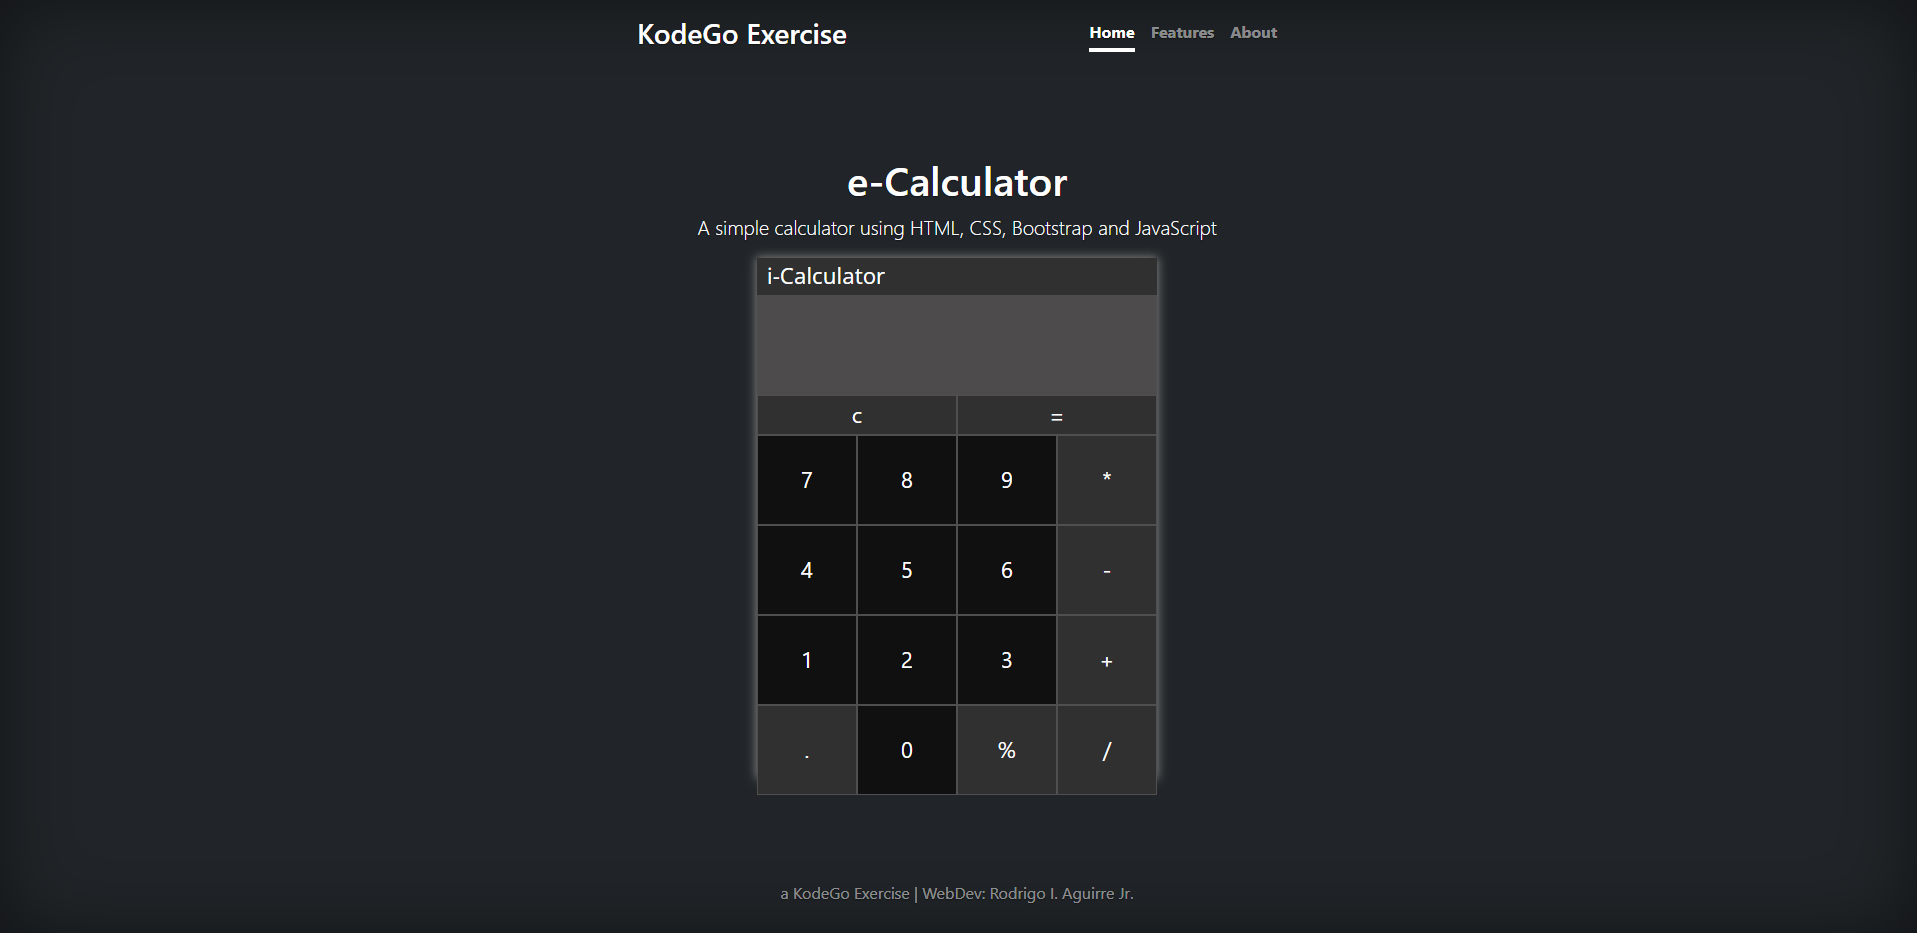 KodeGo Exercise
Home Features About
e-Calculator
A simple calculator using HTML, CSS, Bootstrap and JavaScript
i-Calculator
c =
7 8 9 *
4 5 6 -
1 2 3 +
. 0 % /
a KodeGo Exercise | WebDev: Rodrigo I. Aguirre Jr.